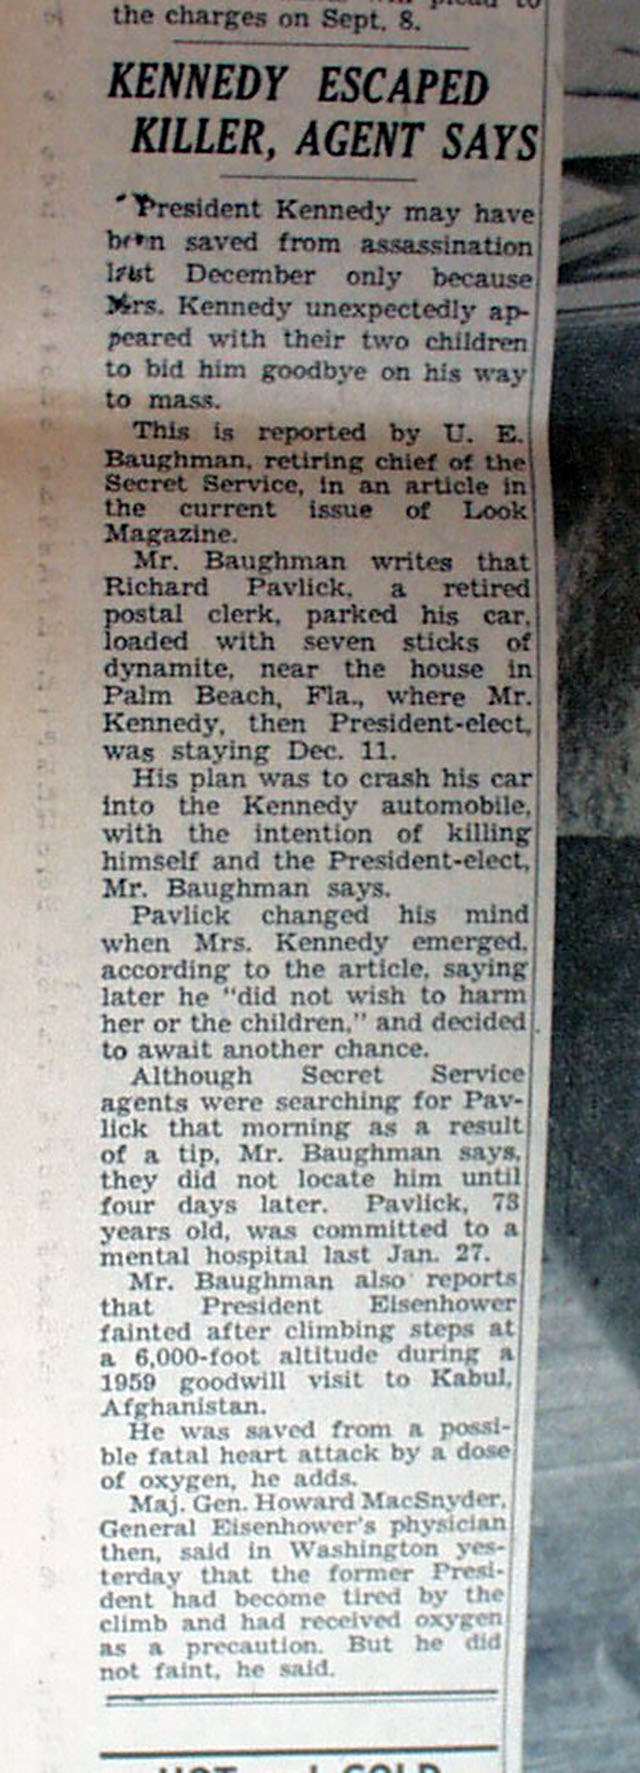 the charges on Sept. 8.
KENNEDY ESCAPED
KILLER, AGENT SAYS
President Kennedy may have
been saved from assassination
last December only because
Mrs. Kennedy unexpectedly ap-
peared with their two children
to bid him goodbye on his way
to mass.
This is reported by U. E.
Baughman, retiring chief of the
Secret Service, in an article in
the current issue of Look
Magazine.
Mr. Baughman writes that
Richard Pavlick, a retired
postal clerk, parked his car,
loaded with seven sticks of
dynamite, near the house in
Palm Beach, Fla., where Mr.
Kennedy, then President-elect,
was staying Dec. 11.
His plan was to crash his car
into the Kennedy automobile,
with the intention of killing
himself and the President-elect,
Mr. Baughman says.
Pavlick changed his mind
when Mrs. Kennedy emerged,
according to the article, saying
later he "did not wish to harm
her or the children," and decided
to await another chance.
Although Secret Service
agents were searching for Pav-
lick that morning as a result
of a tip, Mr. Baughman says,
they did not locate him until
four days later. Pavlick, 73
years old, was committed to a
mental hospital last Jan. 27.
Mr. Baughman also reports
that President Eisenhower
fainted after climbing steps at
a 6,000-foot altitude during a
1959 goodwill visit to Kabul,
Afghanistan.
He was saved from a possi-
ble fatal heart attack by a dose
of oxygen, he adds.
Maj. Gen. Howard MacSnyder,
General Eisenhower's physician
then, said in Washington yes-
terday that the former Presi-
dent had become tired by the
climb and had received oxygen
as a precaution. But he did
not faint, he said.